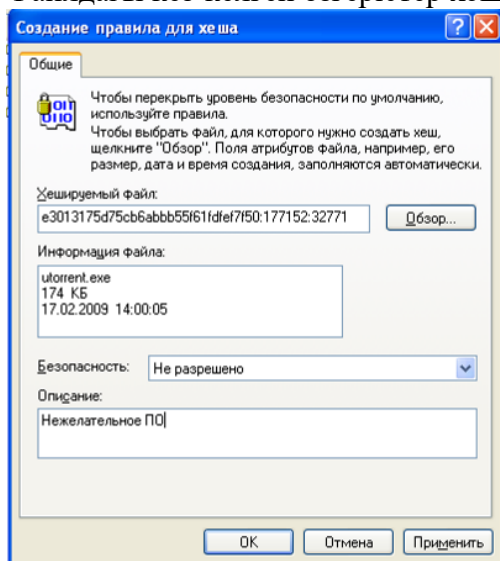 Создание правила для хеша
Общие
Чтобы перекрыть уровень безопасности по умолчанию,
используйте правила.
Чтобы выбрать файл, для которого нужно создать хеш,
щелкните "Обзор". Поля атрибутов файла, например, его
размер, дата и время создания, заполняются автоматически.
Хешируемый файл:
e3013175d75cb6abbb55f61fdfef7f50:177152:32771
Обзор...
Информация файла:
utorrent.exe
174 КБ
17.02.2009 14:00:05
Безопасность: Не разрешено
Описание:
Нежелательное ПО
ОК Отмена Применить